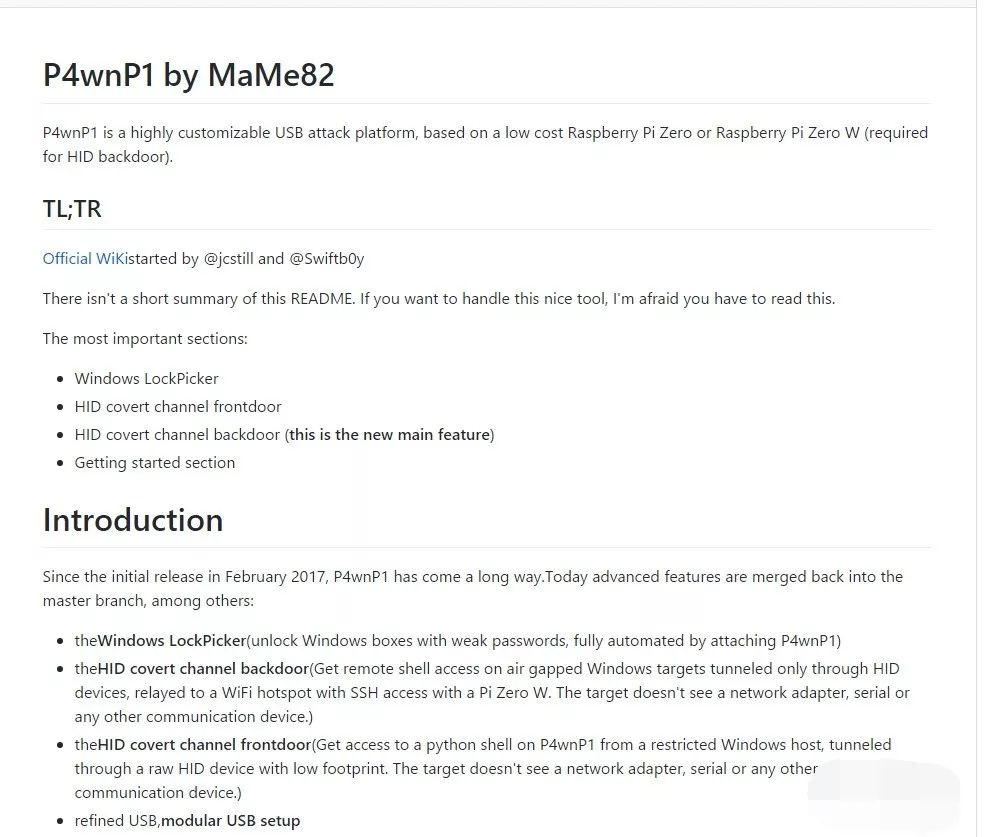 P4wnP1 by MaMe82
P4wnP1 is a highly customizable USB attack platform, based on a low cost Raspberry Pi Zero or Raspberry Pi Zero W (required
for HID backdoor).
TL;TR
Official WiKistarted by @jcstill and @Swiftb0y
There isn't a short summary of this README. If you want to handle this nice tool, I'm afraid you have to read this.
The most important sections:
• Windows LockPicker
• HID covert channel frontdoor
• HID covert channel backdoor (this is the new main feature)
• Getting started section
Introduction
Since the initial release in February 2017, P4wnP1 has come a long way.Today advanced features are merged back into the
master branch, among others:
• theWindows LockPicker(unlock Windows boxes with weak passwords, fully automated by attaching P4wnP1)
• theHID covert channel backdoor(Get remote shell access on air gapped Windows targets tunneled only through HID
devices, relayed to a WiFi hotspot with SSH access with a Pi Zero W. The target doesn't see a network adapter, serial or
any other communication device.)
• theHID covert channel frontdoor(Get access to a python shell on P4wnP1 from a restricted Windows host, tunneled
through a raw HID device with low footprint. The target doesn't see a network adapter, serial or any other
communication device.)
• refined USB,modular USB setup